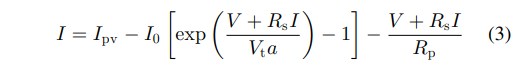 I = I_pv − I_0 [exp((V + R_s I) / (V_t a)) − 1] − (V + R_s I) / R_p (3)